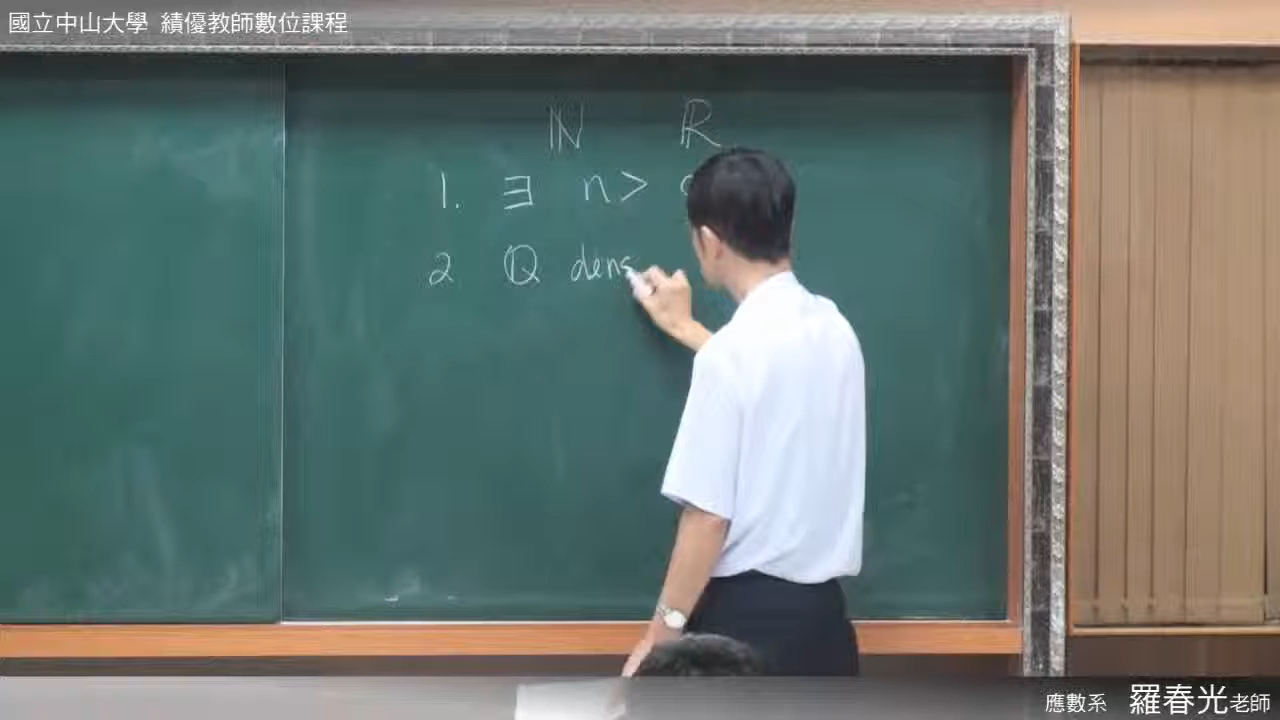 國立中山大學 績優教師數位課程
ℕ ℝ
1. ∃ n >
2 ℚ dens
應數系 羅春光老師